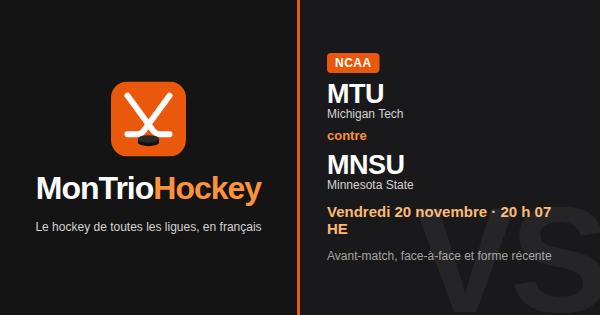 MonTrioHockey
Le hockey de toutes les ligues, en français
NCAA
MTU
Michigan Tech
contre
MNSU
Minnesota State
Vendredi 20 novembre · 20 h 07
HE
Avant-match, face-à-face et forme récente
VS